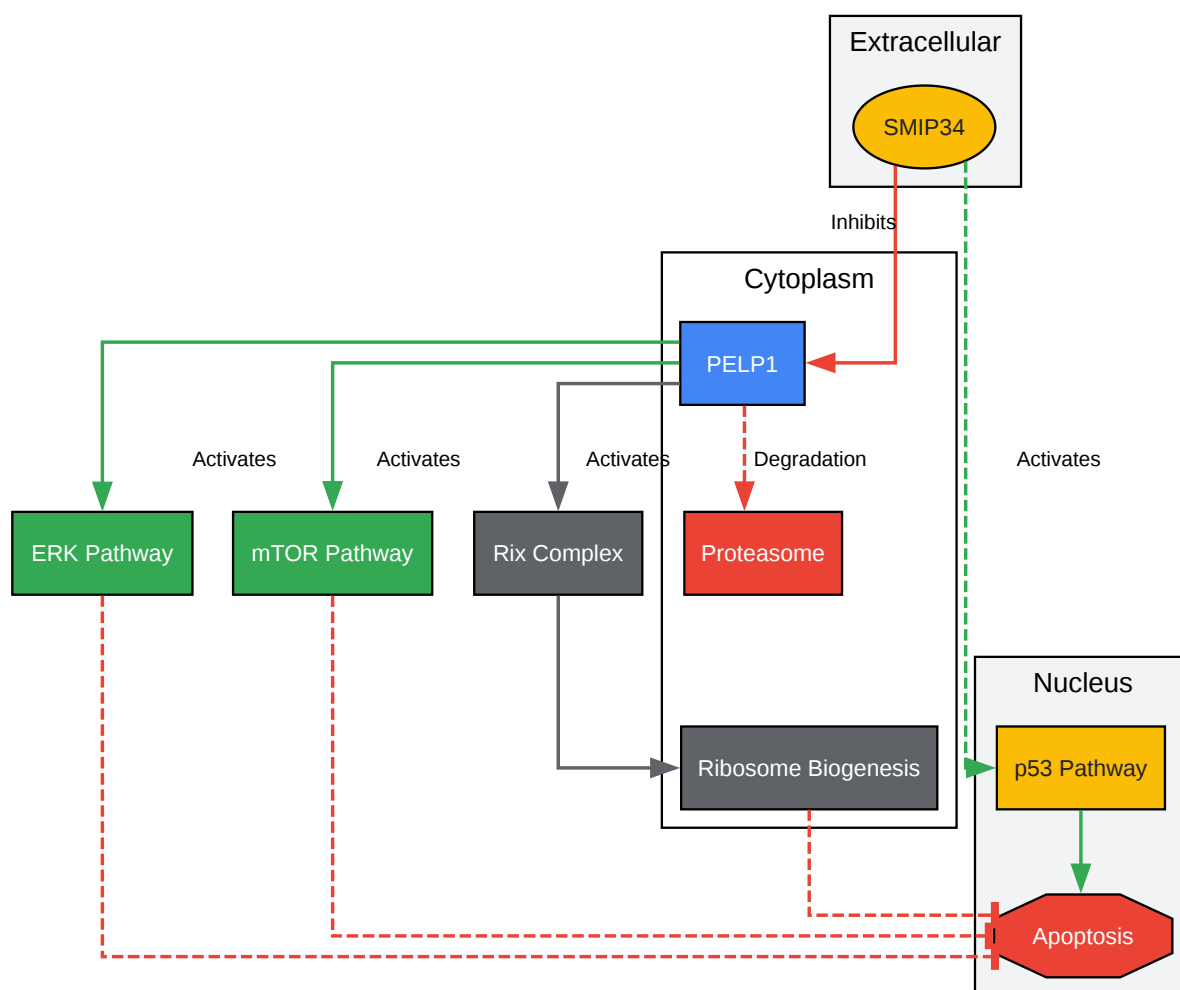 Extracellular
SMIP34
Inhibits
Cytoplasm
PELP1
Activates
Activates
Activates
Degradation
Activates
ERK Pathway
mTOR Pathway
Rix Complex
Proteasome
Nucleus
Ribosome Biogenesis
p53 Pathway
Apoptosis